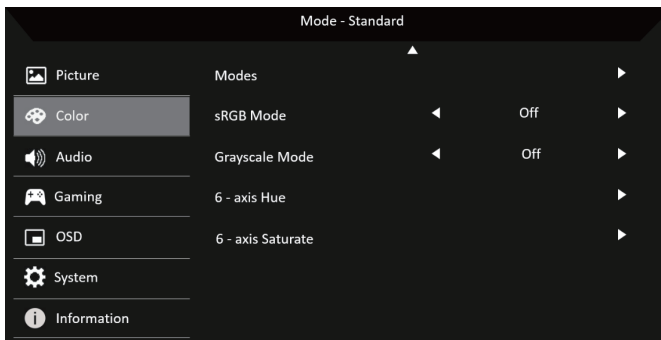 Mode - Standard
Picture
Modes
Color
sRGB Mode
Off
Audio
Grayscale Mode
Off
Gaming
6 - axis Hue
OSD
6 - axis Saturate
System
Information